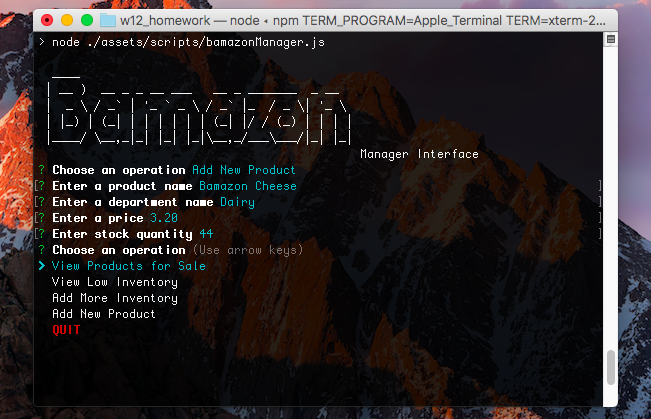 w12_homework — node ◂ npm TERM_PROGRAM=Apple_Terminal TERM=xterm-2...
> node ./assets/scripts/bamazonManager.js
Bamazon
Manager Interface
? Choose an operation Add New Product
[? Enter a product name Bamazon Cheese ]
[? Enter a department name Dairy ]
[? Enter a price 3.20 ]
[? Enter stock quantity 44 ]
? Choose an operation (Use arrow keys)
❯ View Products for Sale
View Low Inventory
Add More Inventory
Add New Product
QUIT